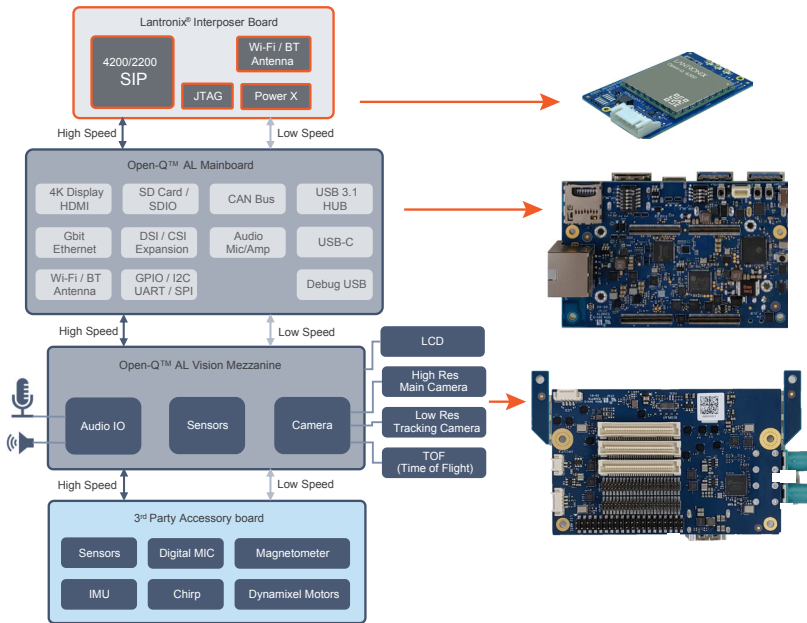 Lantronix® Interposer Board
4200/2200
SIP
Wi-Fi / BT
Antenna
JTAG
Power X
High Speed
Low Speed
Open-Q™ AL Mainboard
4K Display
HDMI
SD Card /
SDIO
CAN Bus
USB 3.1
HUB
Gbit
Ethernet
DSI / CSI
Expansion
Audio
Mic/Amp
USB-C
Wi-Fi / BT
Antenna
GPIO / I2C
UART / SPI
Debug USB
High Speed
Low Speed
Open-Q™ AL Vision Mezzanine
LCD
High Res
Main Camera
Low Res
Tracking Camera
TOF
(Time of Flight)
Audio IO
Sensors
Camera
High Speed
Low Speed
3rd Party Accessory board
Sensors
Digital MIC
Magnetometer
IMU
Chirp
Dynamixel Motors
LANTRONIX